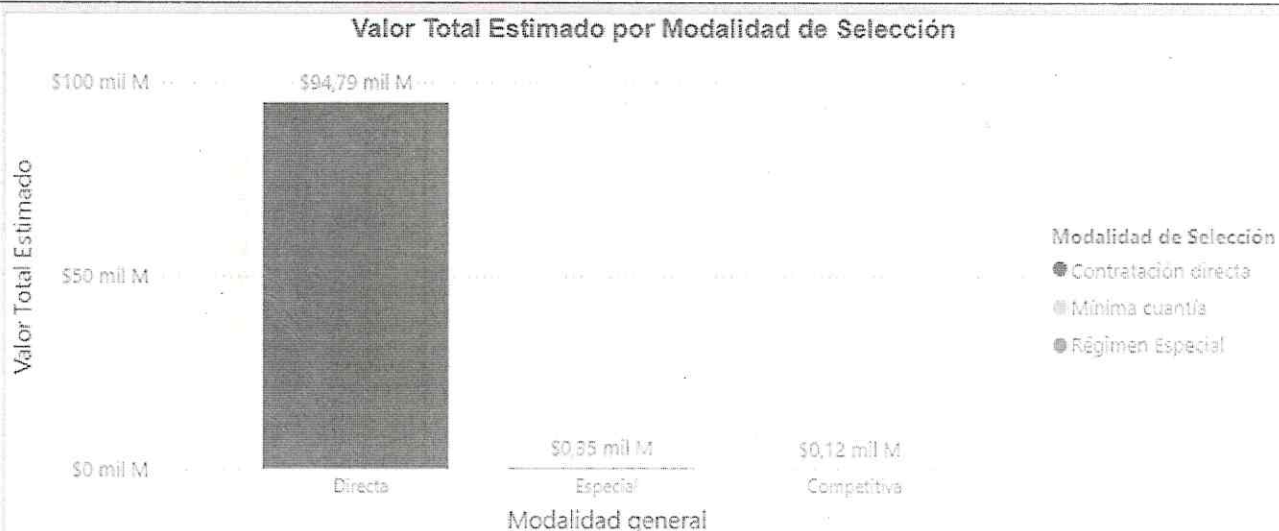 Valor Total Estimado por Modalidad de Selección
$100 mil M
$94,79 mil M
Valor Total Estimado
$50 mil M
$0 mil M
$0,35 mil M
$0,12 mil M
Directa
Especial
Competitiva
Modalidad general
Modalidad de Selección
Contratación directa
Mínima cuantía
Régimen Especial